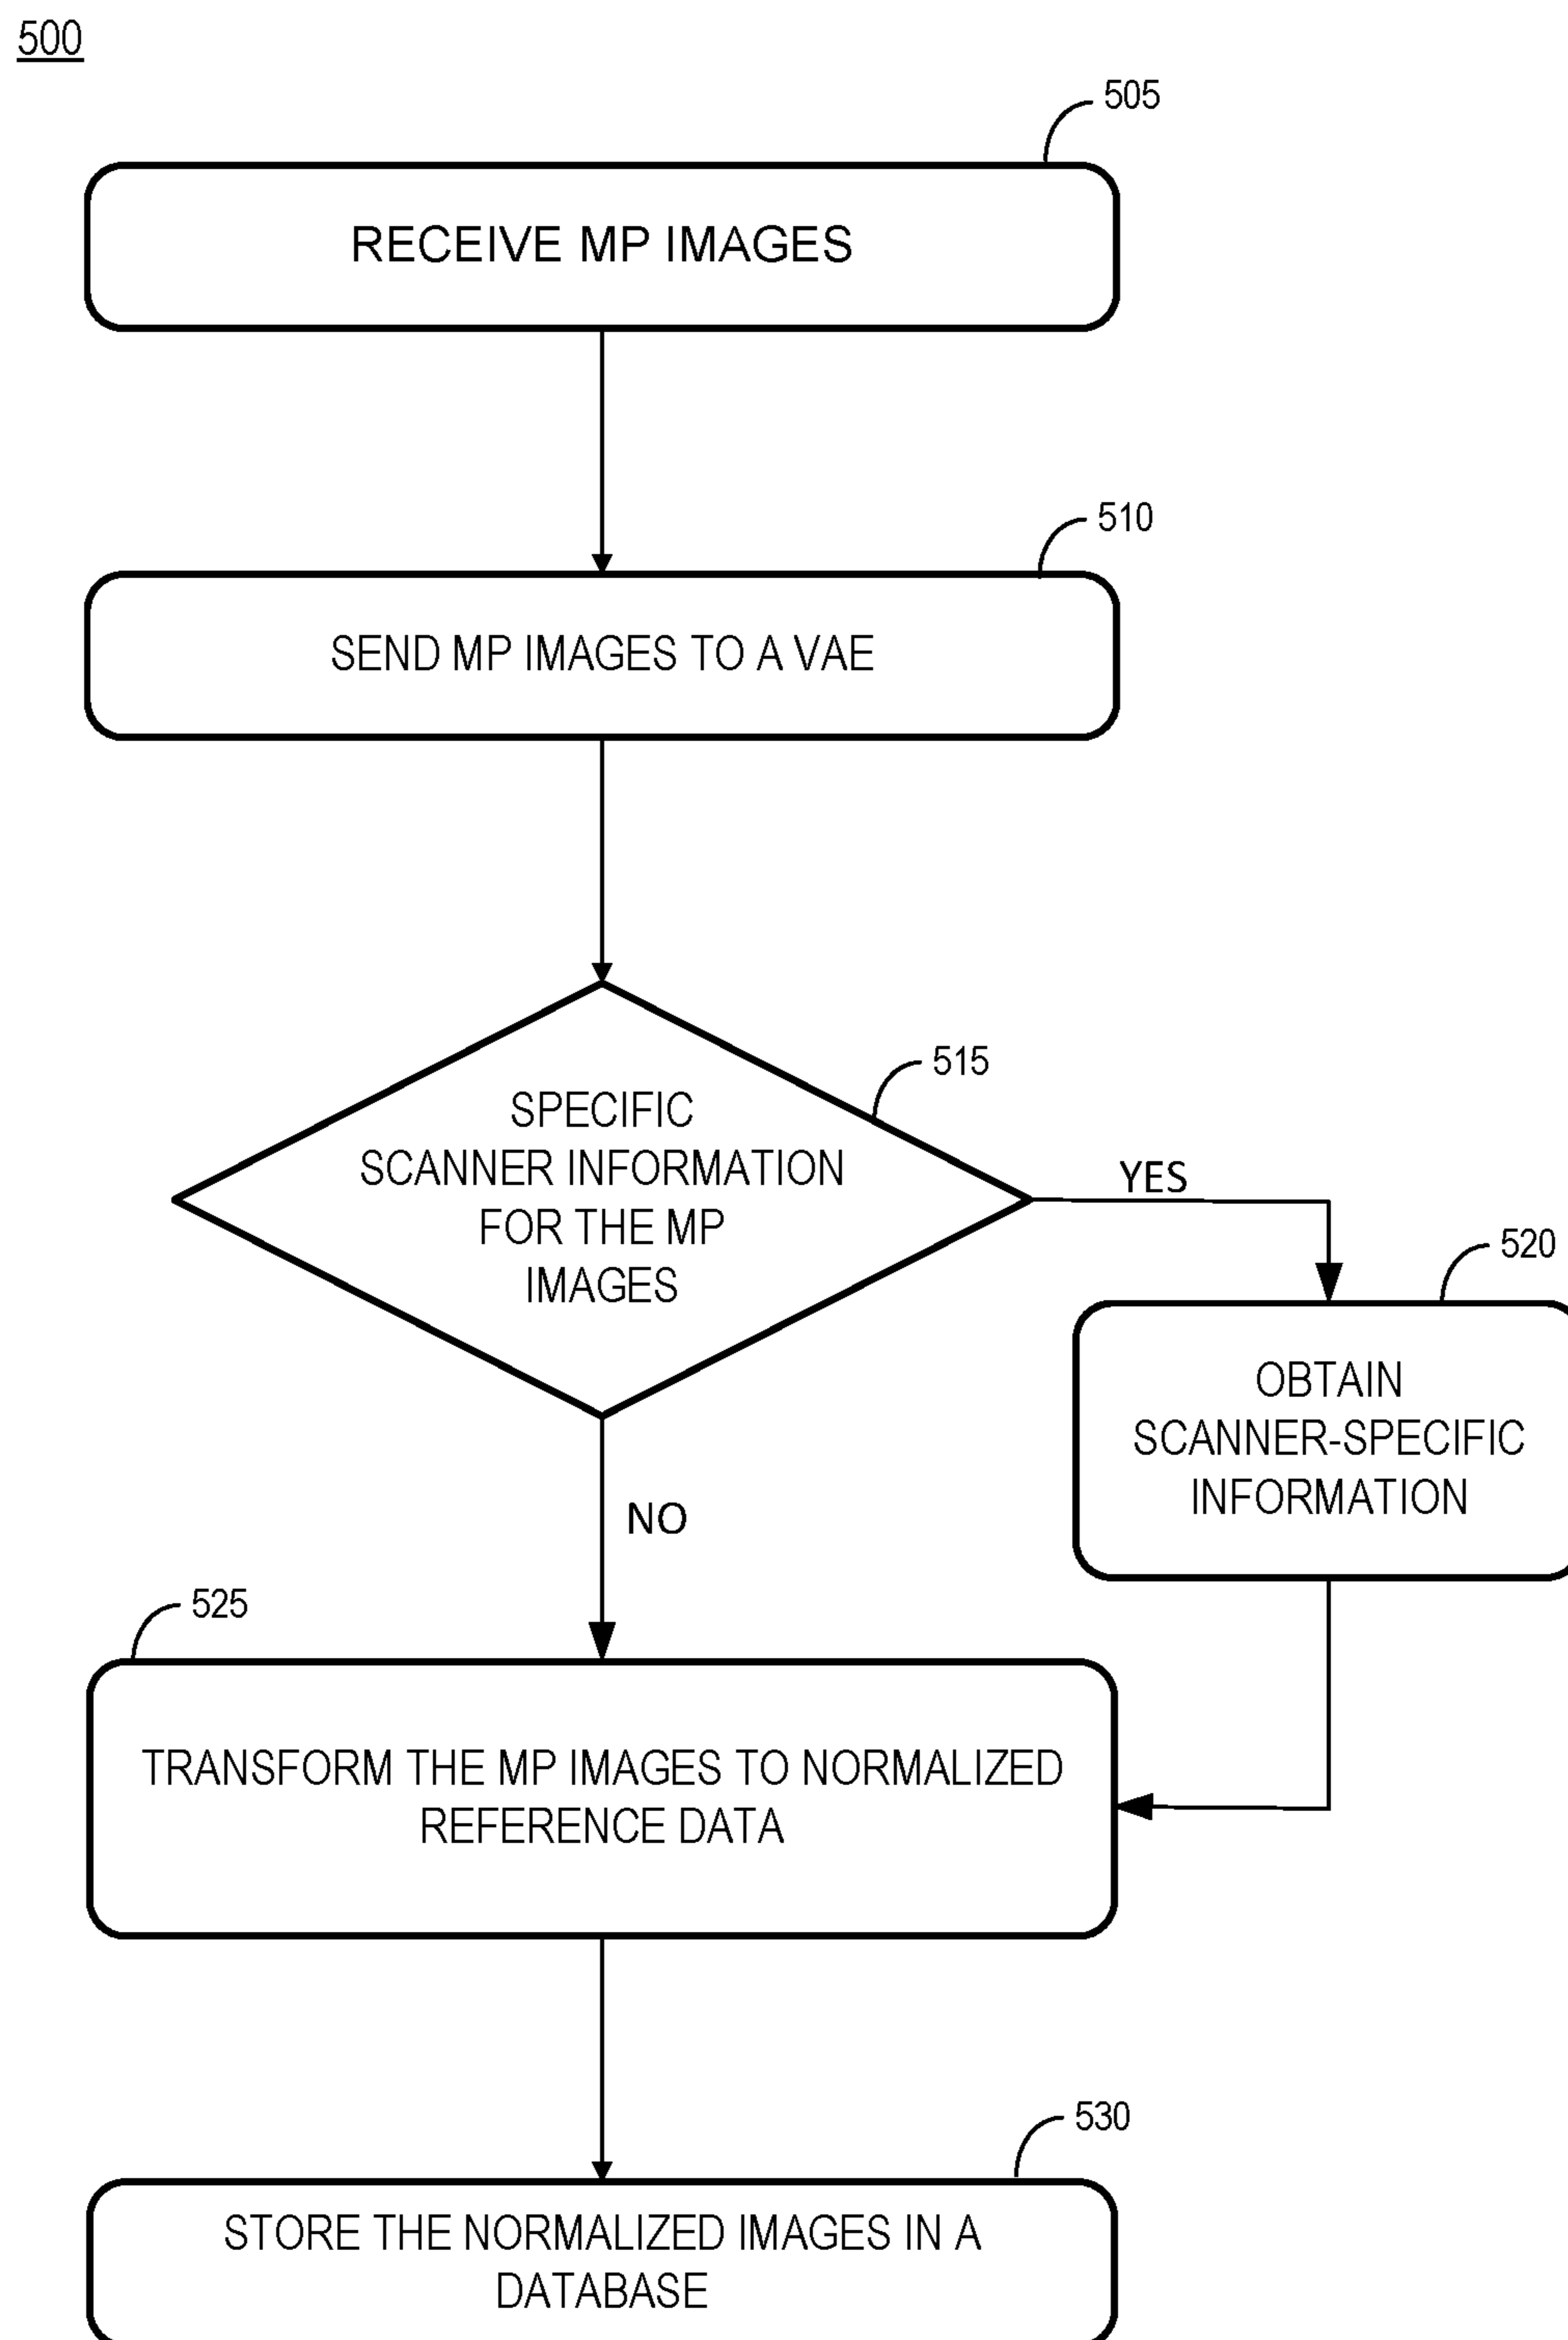 500
505
RECEIVE MP IMAGES
510
SEND MP IMAGES TO A VAE
515
SPECIFIC
SCANNER INFORMATION
FOR THE MP
IMAGES
YES
520
OBTAIN
SCANNER-SPECIFIC
INFORMATION
NO
525
TRANSFORM THE MP IMAGES TO NORMALIZED
REFERENCE DATA
530
STORE THE NORMALIZED IMAGES IN A
DATABASE